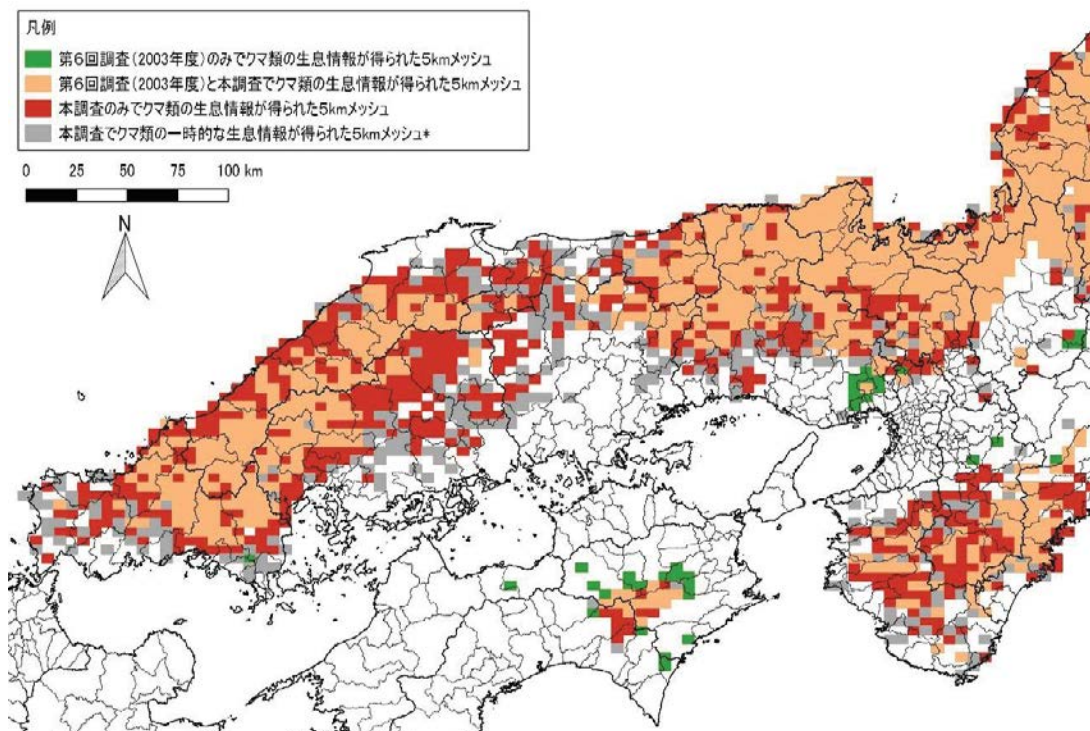 凡例
第6回調査(2003年度)のみでクマ類の生息情報が得られた5kmメッシュ
第6回調査(2003年度)と本調査でクマ類の生息情報が得られた5kmメッシュ
本調査のみでクマ類の生息情報が得られた5kmメッシュ
本調査でクマ類の一時的な生息情報が得られた5kmメッシュ*
0 25 50 75 100 km
N